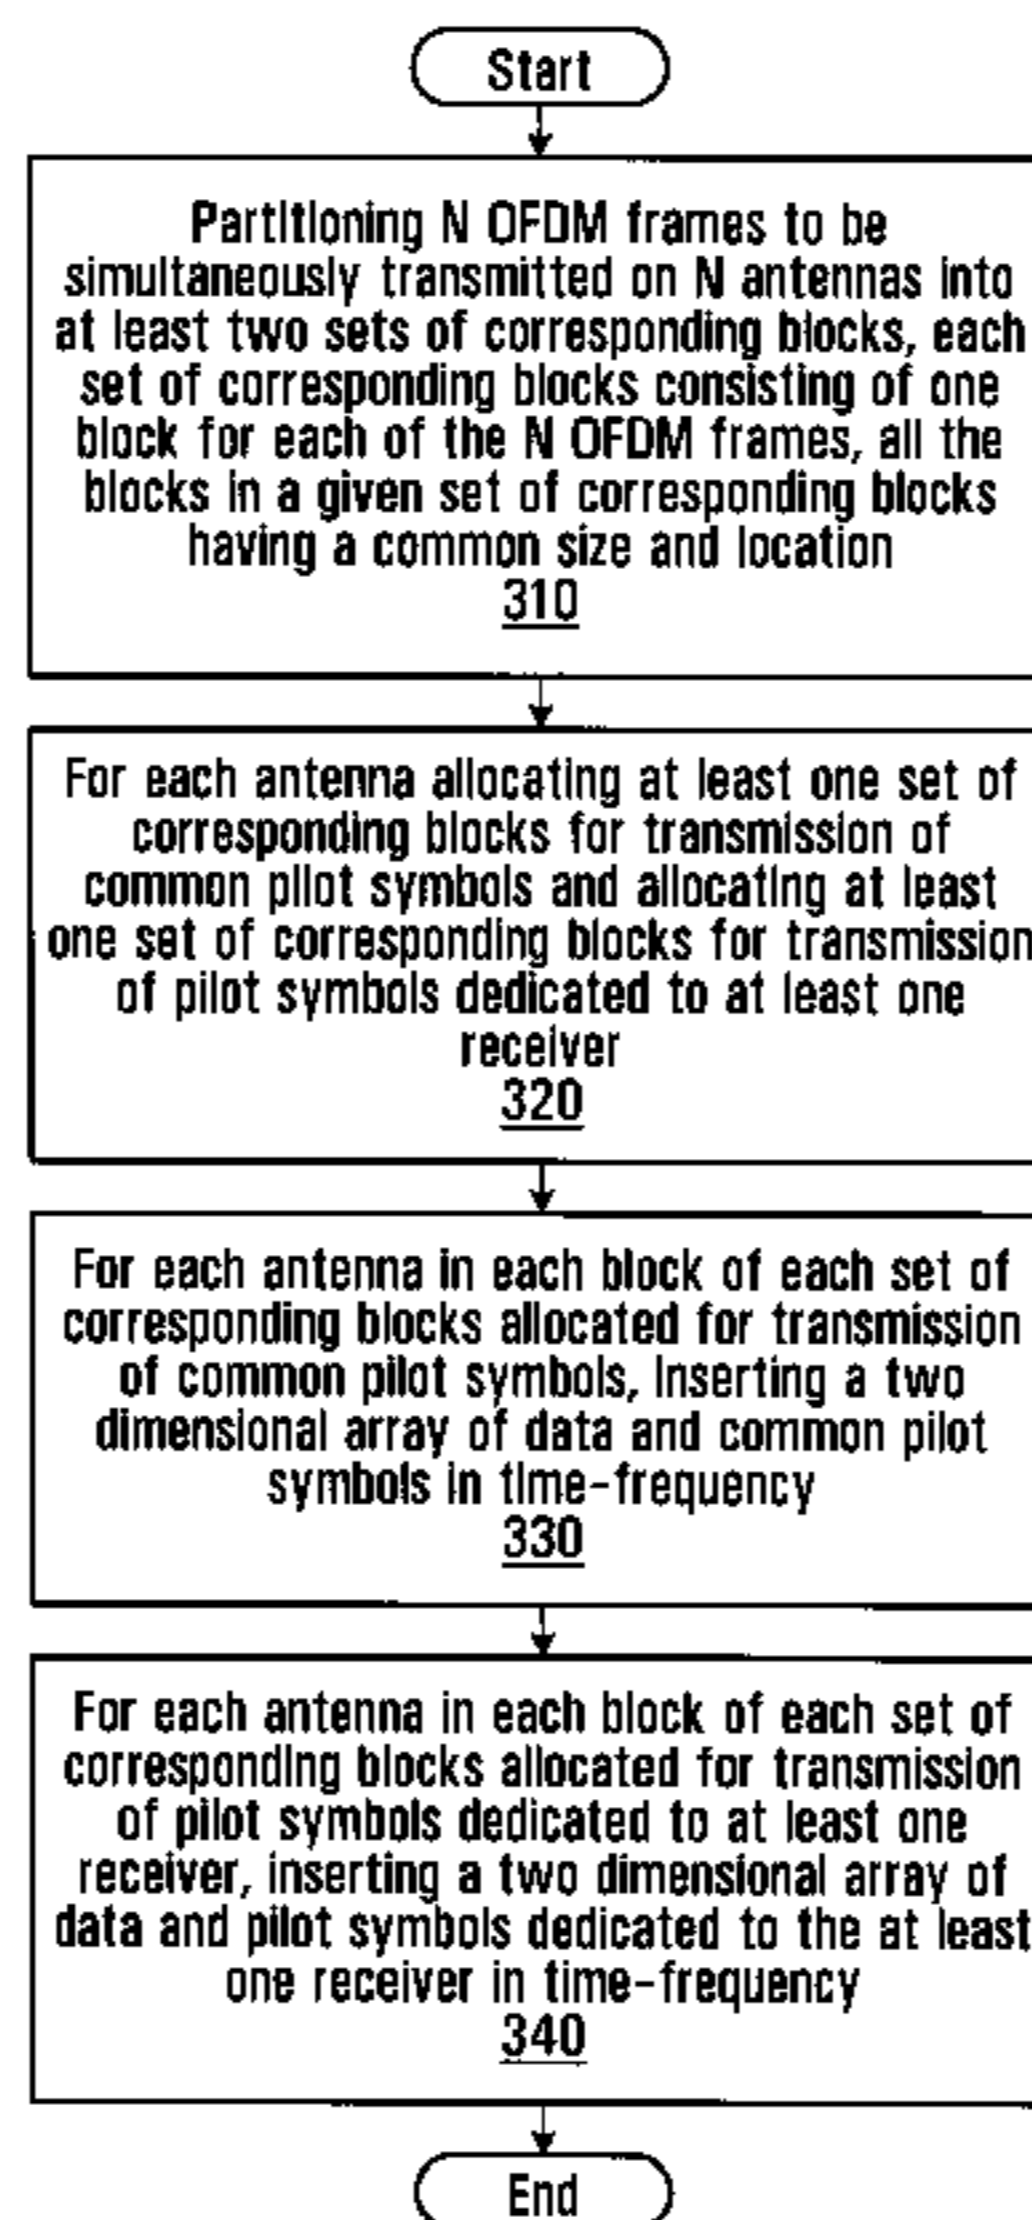 Start
Partitioning N OFDM frames to be
simultaneously transmitted on N antennas into
at least two sets of corresponding blocks, each
set of corresponding blocks consisting of one
block for each of the N OFDM frames, all the
blocks in a given set of corresponding blocks
having a common size and location
310
For each antenna allocating at least one set of
corresponding blocks for transmission of
common pilot symbols and allocating at least
one set of corresponding blocks for transmission
of pilot symbols dedicated to at least one
receiver
320
For each antenna in each block of each set of
corresponding blocks allocated for transmission
of common pilot symbols, inserting a two
dimensional array of data and common pilot
symbols in time-frequency
330
For each antenna in each block of each set of
corresponding blocks allocated for transmission
of pilot symbols dedicated to at least one
receiver, inserting a two dimensional array of
data and pilot symbols dedicated to the at least
one receiver in time-frequency
340
End